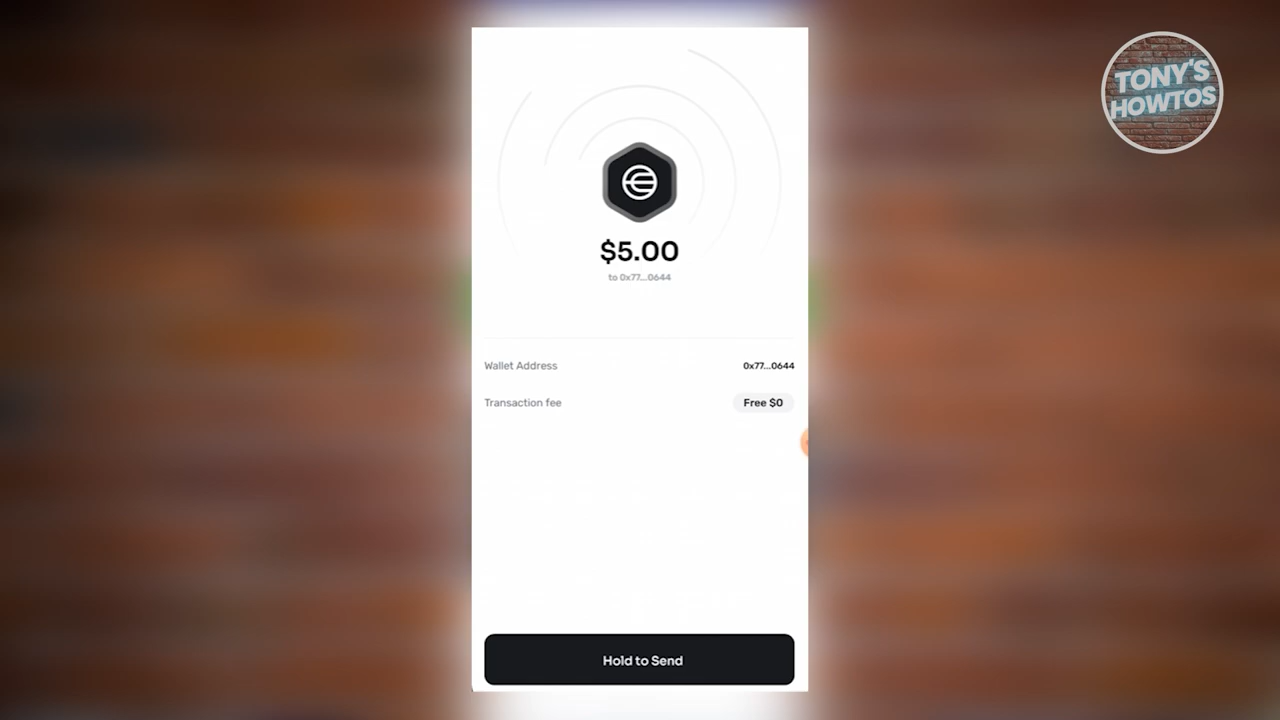 TONY'S
HOWTOS
$5.00
to 0x77...0644
Wallet Address 0x77...0644
Transaction fee Free $0
Hold to Send